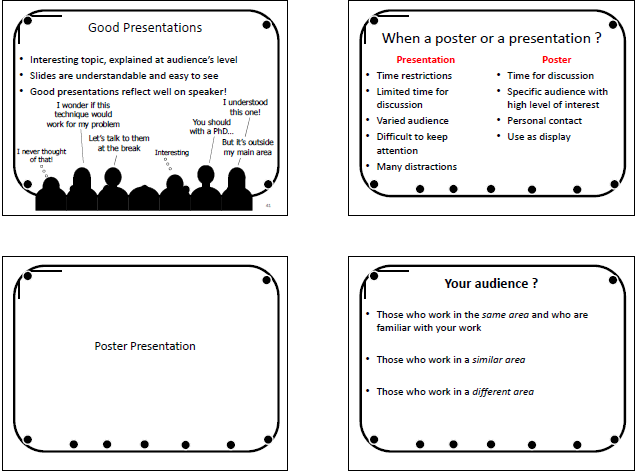 Good Presentations
• Interesting topic, explained at audience's level
• Slides are understandable and easy to see
• Good presentations reflect well on speaker!
I never thought
of that!
I wonder if this
technique would
work for my problem
Let's talk to them
at the break
Interesting
You should
with a PhD...
I understood
this one!
But it's outside
my main area
41
When a poster or a presentation ?
Presentation
• Time restrictions
• Limited time for
discussion
• Varied audience
• Difficult to keep
attention
• Many distractions
Poster
• Time for discussion
• Specific audience with
high level of interest
• Personal contact
• Use as display
Poster Presentation
Your audience ?
• Those who work in the same area and who are
familiar with your work
• Those who work in a similar area
• Those who work in a different area